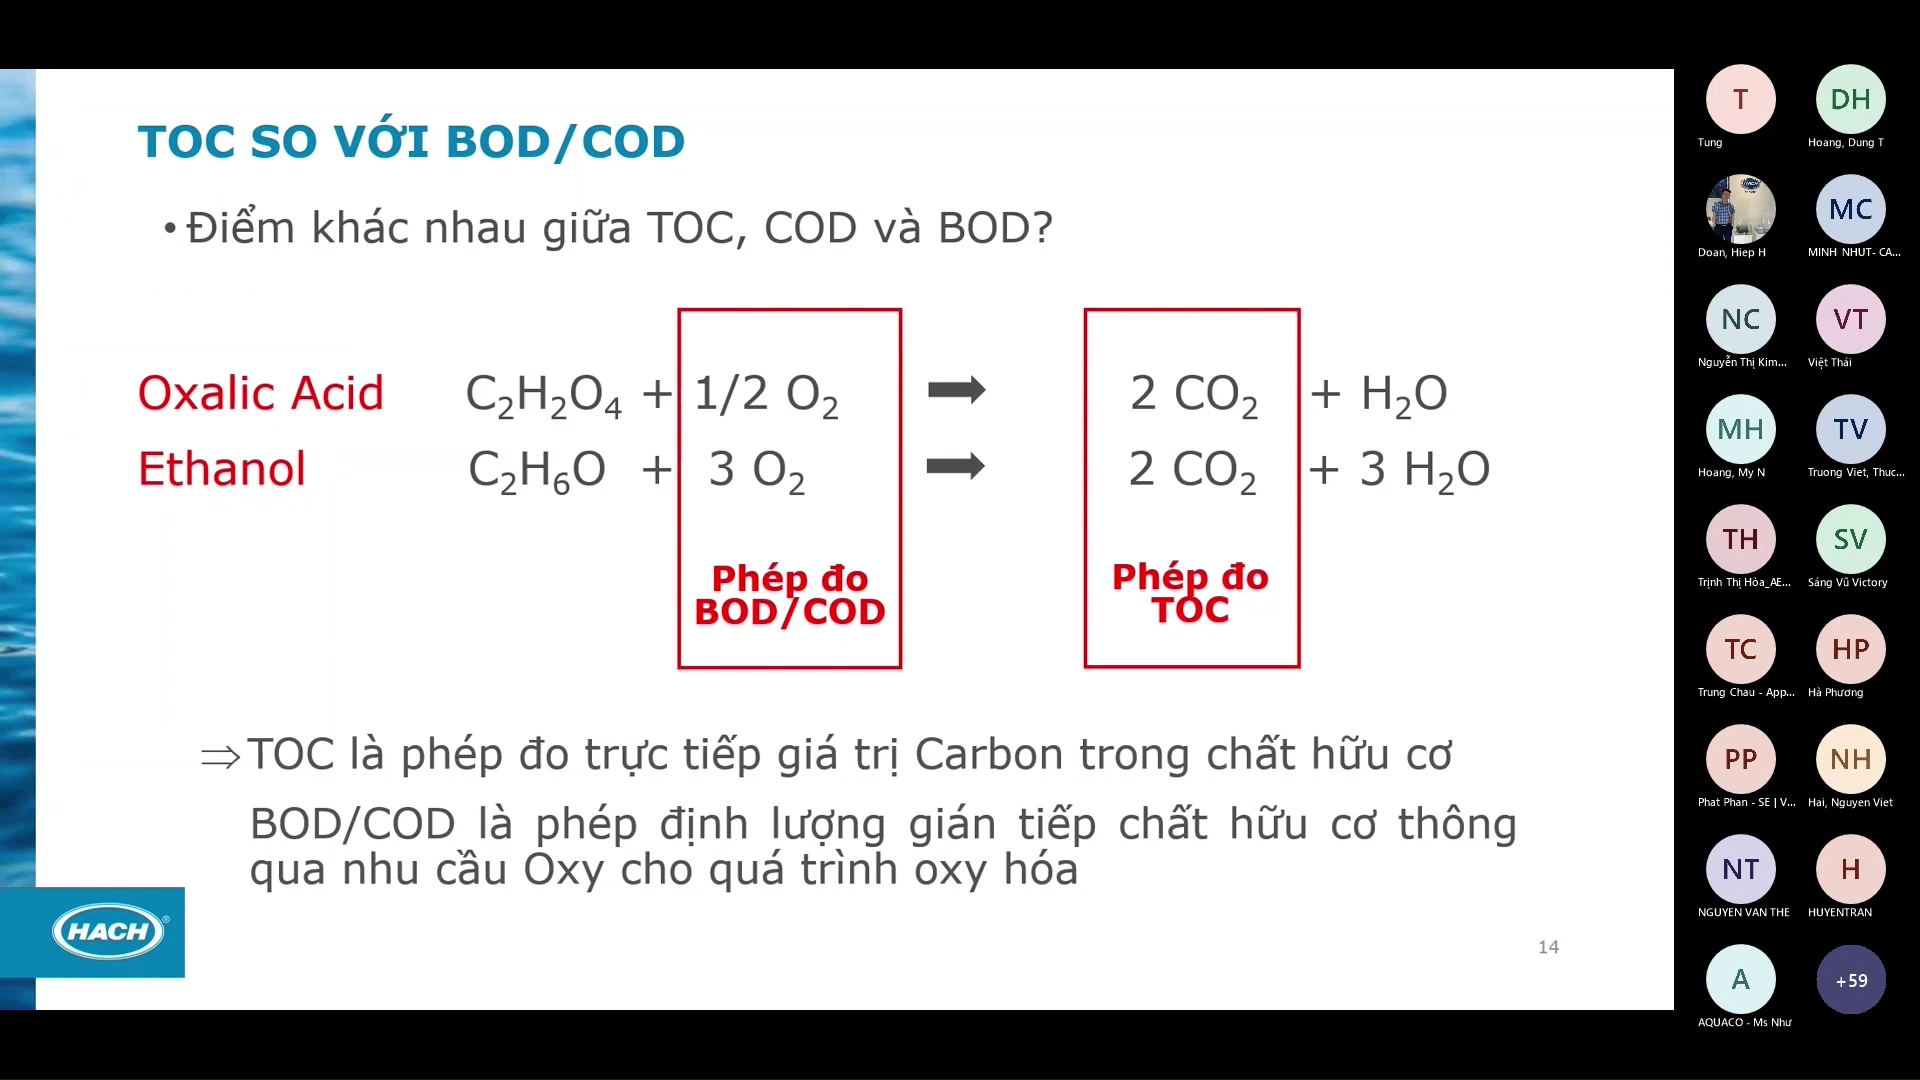 TOC SO VỚI BOD/COD
• Điểm khác nhau giữa TOC, COD và BOD?
Oxalic Acid C₂H₂O₄ + 1/2 O₂ ➡ 2 CO₂ + H₂O
Ethanol C₂H₆O + 3 O₂ ➡ 2 CO₂ + 3 H₂O
Phép đo
BOD/COD
Phép đo
TOC
⇒TOC là phép đo trực tiếp giá trị Carbon trong chất hữu cơ
BOD/COD là phép định lượng gián tiếp chất hữu cơ thông
qua nhu cầu Oxy cho quá trình oxy hóa
HACH®
14
T
Tung
DH
Hoang, Dung T
HACH
Doan, Hiep H
MC
MINH NHUT- CA...
NC
Nguyễn Thị Kim...
VT
Việt Thái
MH
Hoang, My N
TV
Truong Viet, Thuc...
TH
Trịnh Thị Hòa_AE...
SV
Sáng Vũ Victory
TC
Trung Chau - App...
HP
Hà Phương
PP
Phat Phan - SE | V...
NH
Hai, Nguyen Viet
NT
NGUYEN VAN THE
H
HUYENTRAN
A
AQUACO - Ms Như
+59